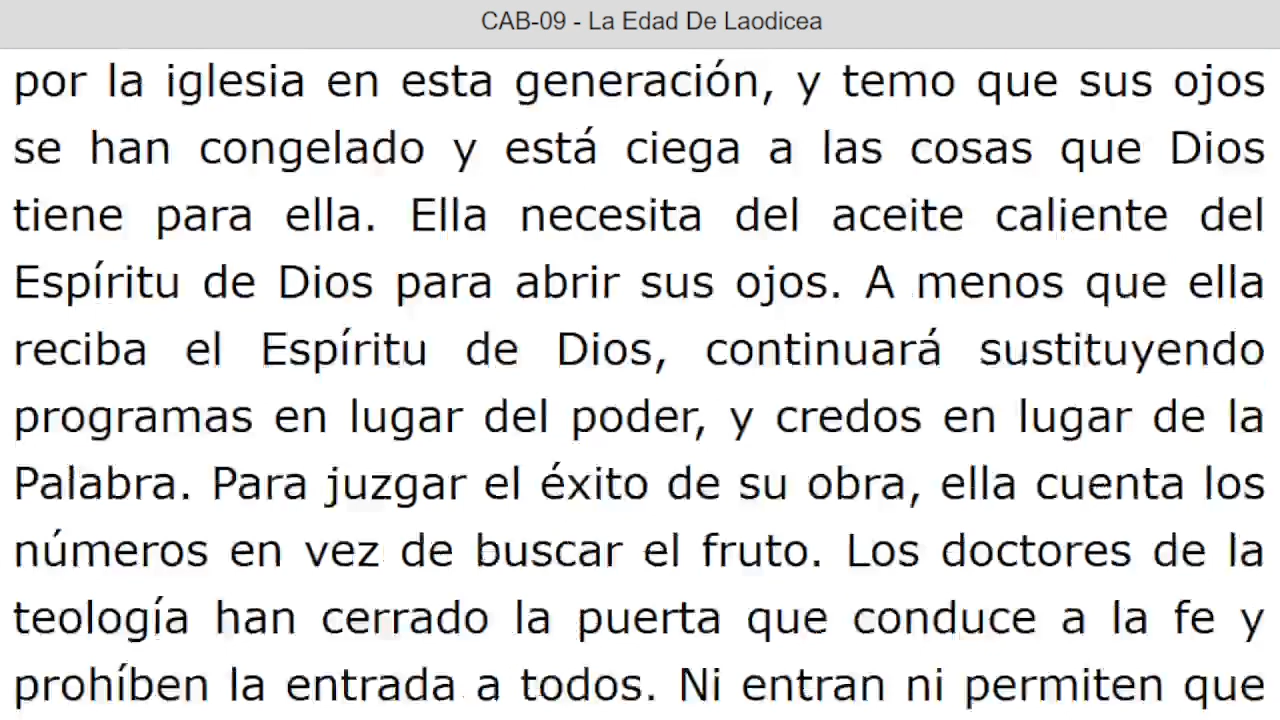 CAB-09 - La Edad De Laodicea
por la iglesia en esta generación, y temo que sus ojos
se han congelado y está ciega a las cosas que Dios
tiene para ella. Ella necesita del aceite caliente del
Espíritu de Dios para abrir sus ojos. A menos que ella
reciba el Espíritu de Dios, continuará sustituyendo
programas en lugar del poder, y credos en lugar de la
Palabra. Para juzgar el éxito de su obra, ella cuenta los
números en vez de buscar el fruto. Los doctores de la
teología han cerrado la puerta que conduce a la fe y
prohíben la entrada a todos. Ni entran ni permiten que